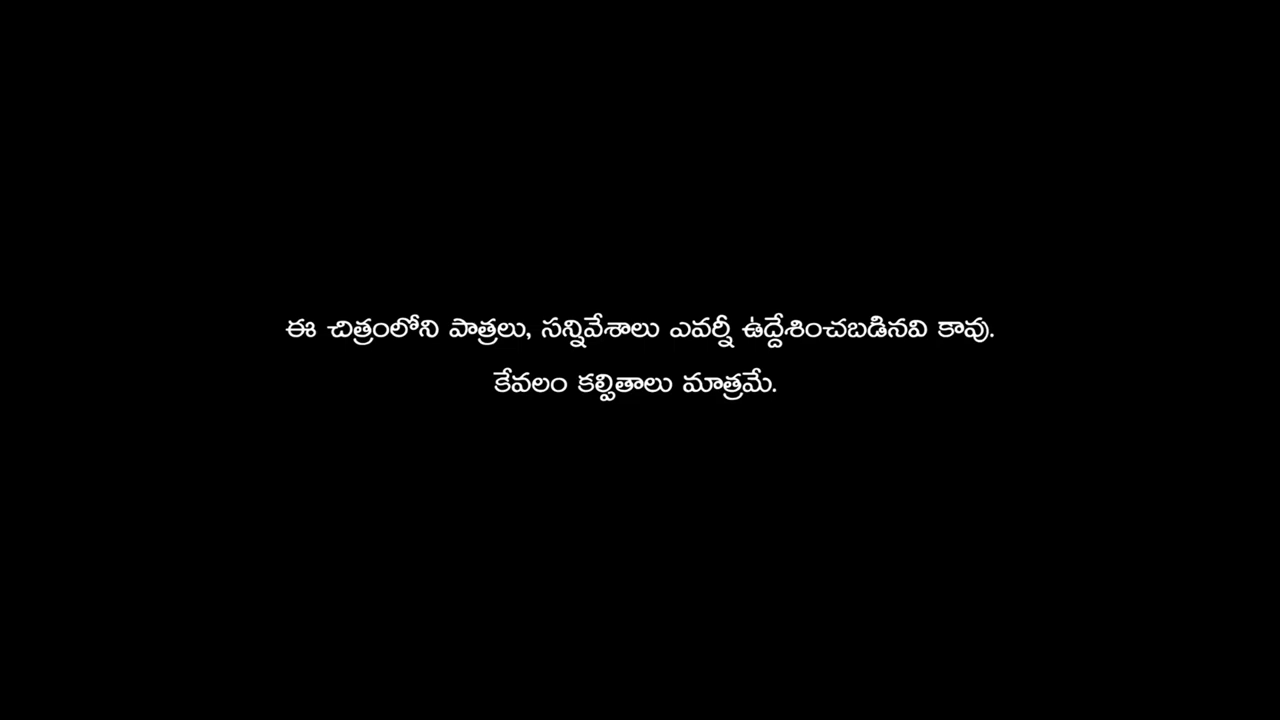 ఈ చిత్రంలోని పాత్రలు, సన్నివేశాలు ఎవర్నీ ఉద్దేశించబడినవి కావు.
కేవలం కల్పితాలు మాత్రమే.